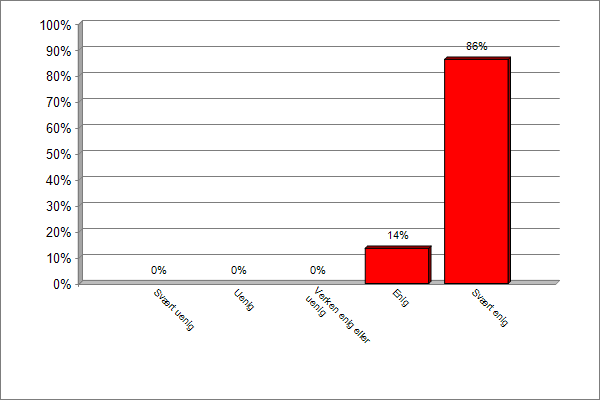 100%
90%
80%
70%
60%
50%
40%
30%
20%
10%
0%
0%
0%
0%
14%
86%
Svært uenig
Uenig
Verken enig eller
uenig
Enig
Svært enig